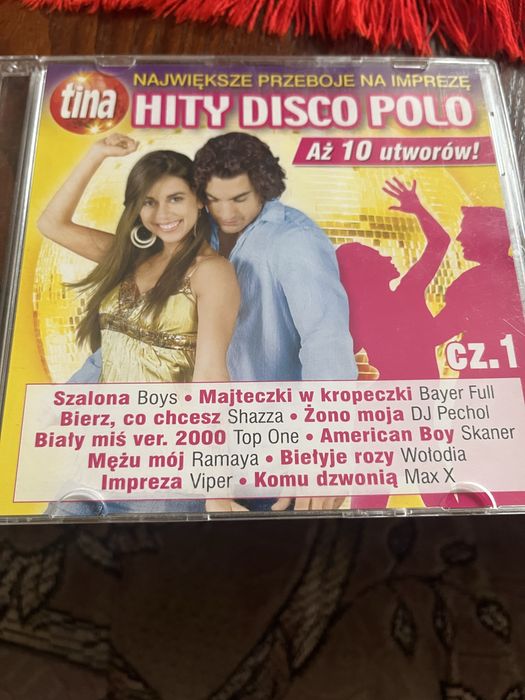 tina
NAJWIĘKSZE PRZEBOJE NA IMPREZĘ
HITY DISCO POLO
Aż 10 utworów!
cz.1
Szalona Boys • Majteczki w kropeczki Bayer Full
Bierz, co chcesz Shazza • Żono moja DJ Pechol
Biały miś ver. 2000 Top One • American Boy Skaner
Mężu mój Ramaya • Biełyje rozy Wołodia
Impreza Viper • Komu dzwonią Max X